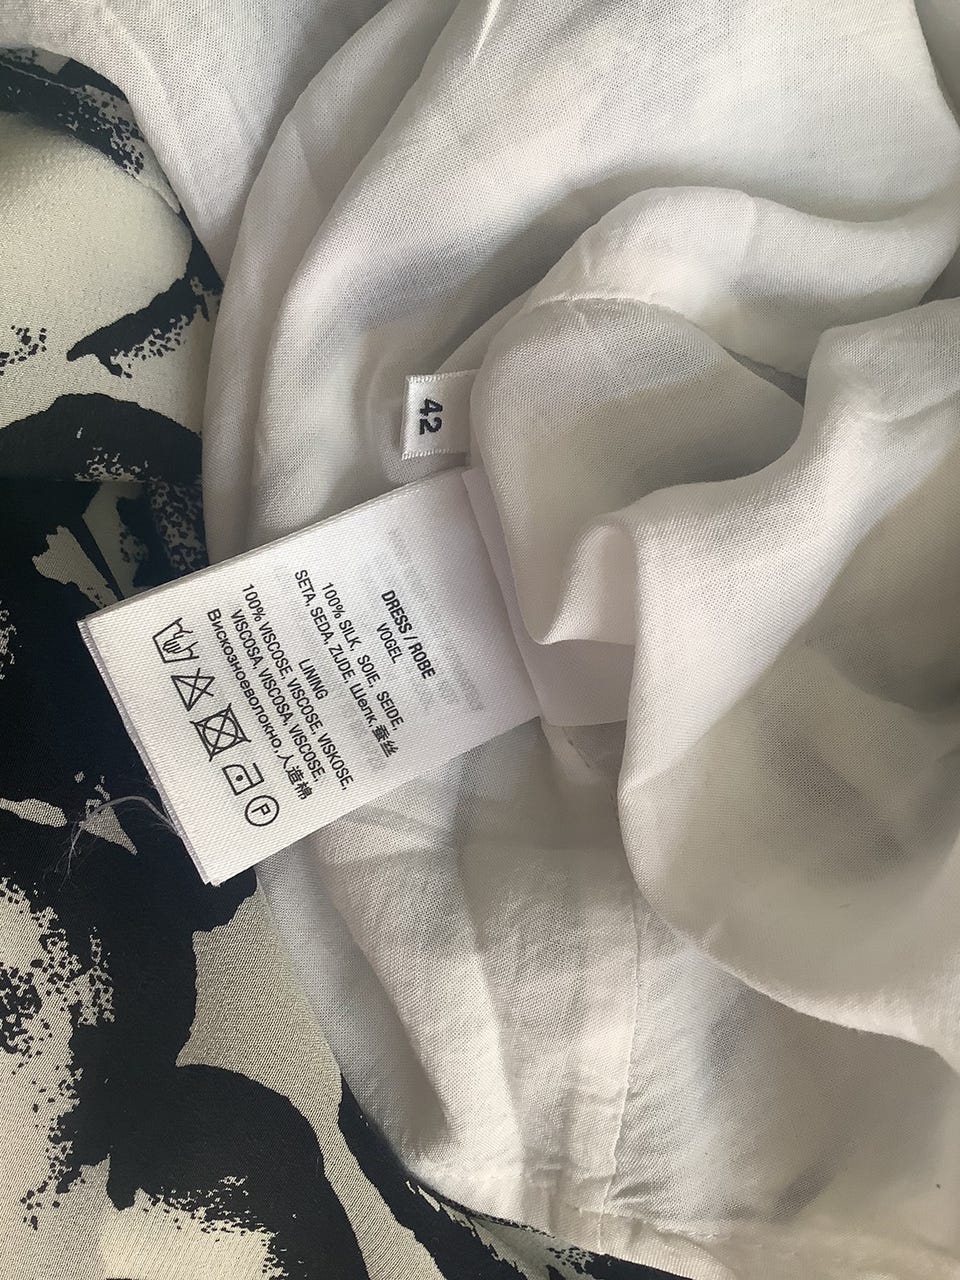 42
DRESS / ROBE
VOGEL
100% SILK, SOIE, SEIDE,
SETA, SEDA, ZIJDE, Шелк,蚕丝
LINING
100% VISCOSE, VISCOSE, VISKOSE,
VISCOSA, VISCOSA, VISCOSE,
Вискозноеволокно,人造棉
P